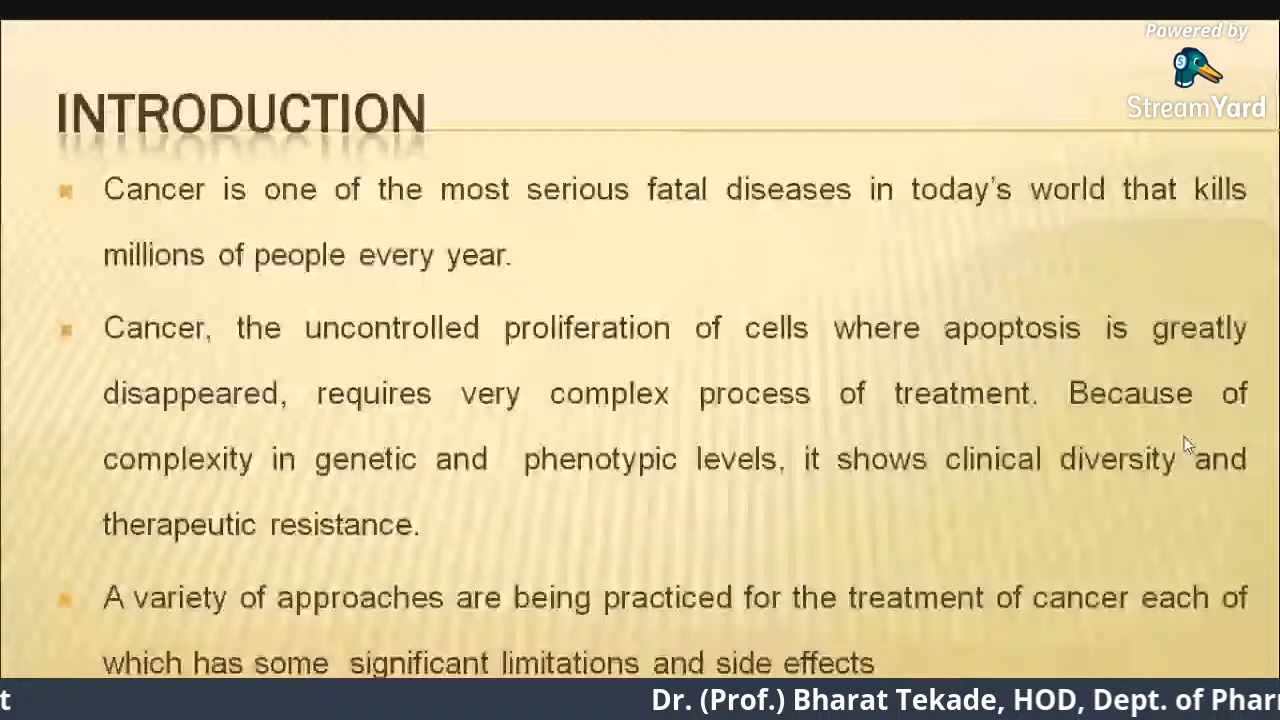 Powered by
StreamYard
INTRODUCTION
Cancer is one of the most serious fatal diseases in today's world that kills
millions of people every year.
Cancer, the uncontrolled proliferation of cells where apoptosis is greatly
disappeared, requires very complex process of treatment. Because of
complexity in genetic and phenotypic levels, it shows clinical diversity and
therapeutic resistance.
A variety of approaches are being practiced for the treatment of cancer each of
which has some significant limitations and side effects
t Dr. (Prof.) Bharat Tekade, HOD, Dept. of Phar